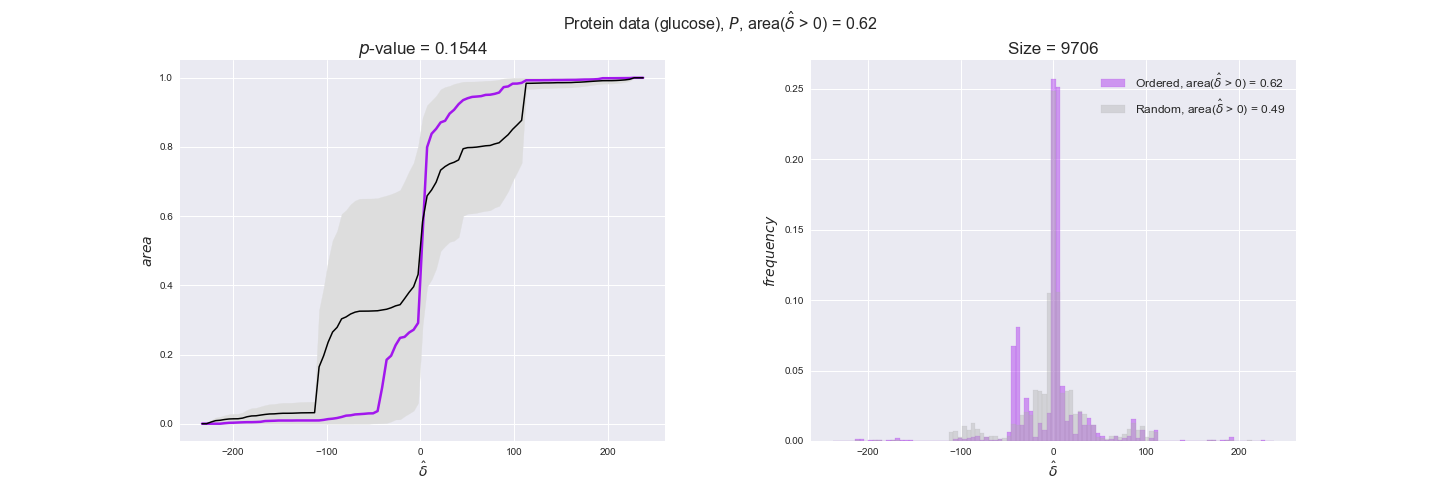 Protein data (glucose), P, area(δ̂ > 0) = 0.62
p-value = 0.1544
1.0
0.8
0.6
0.4
0.2
0.0
area
−200
−100
0
100
200
δ̂
Size = 9706
Ordered, area(δ̂ > 0) = 0.62
Random, area(δ̂ > 0) = 0.49
0.25
0.20
0.15
0.10
0.05
0.00
frequency
−200
−100
0
100
200
δ̂